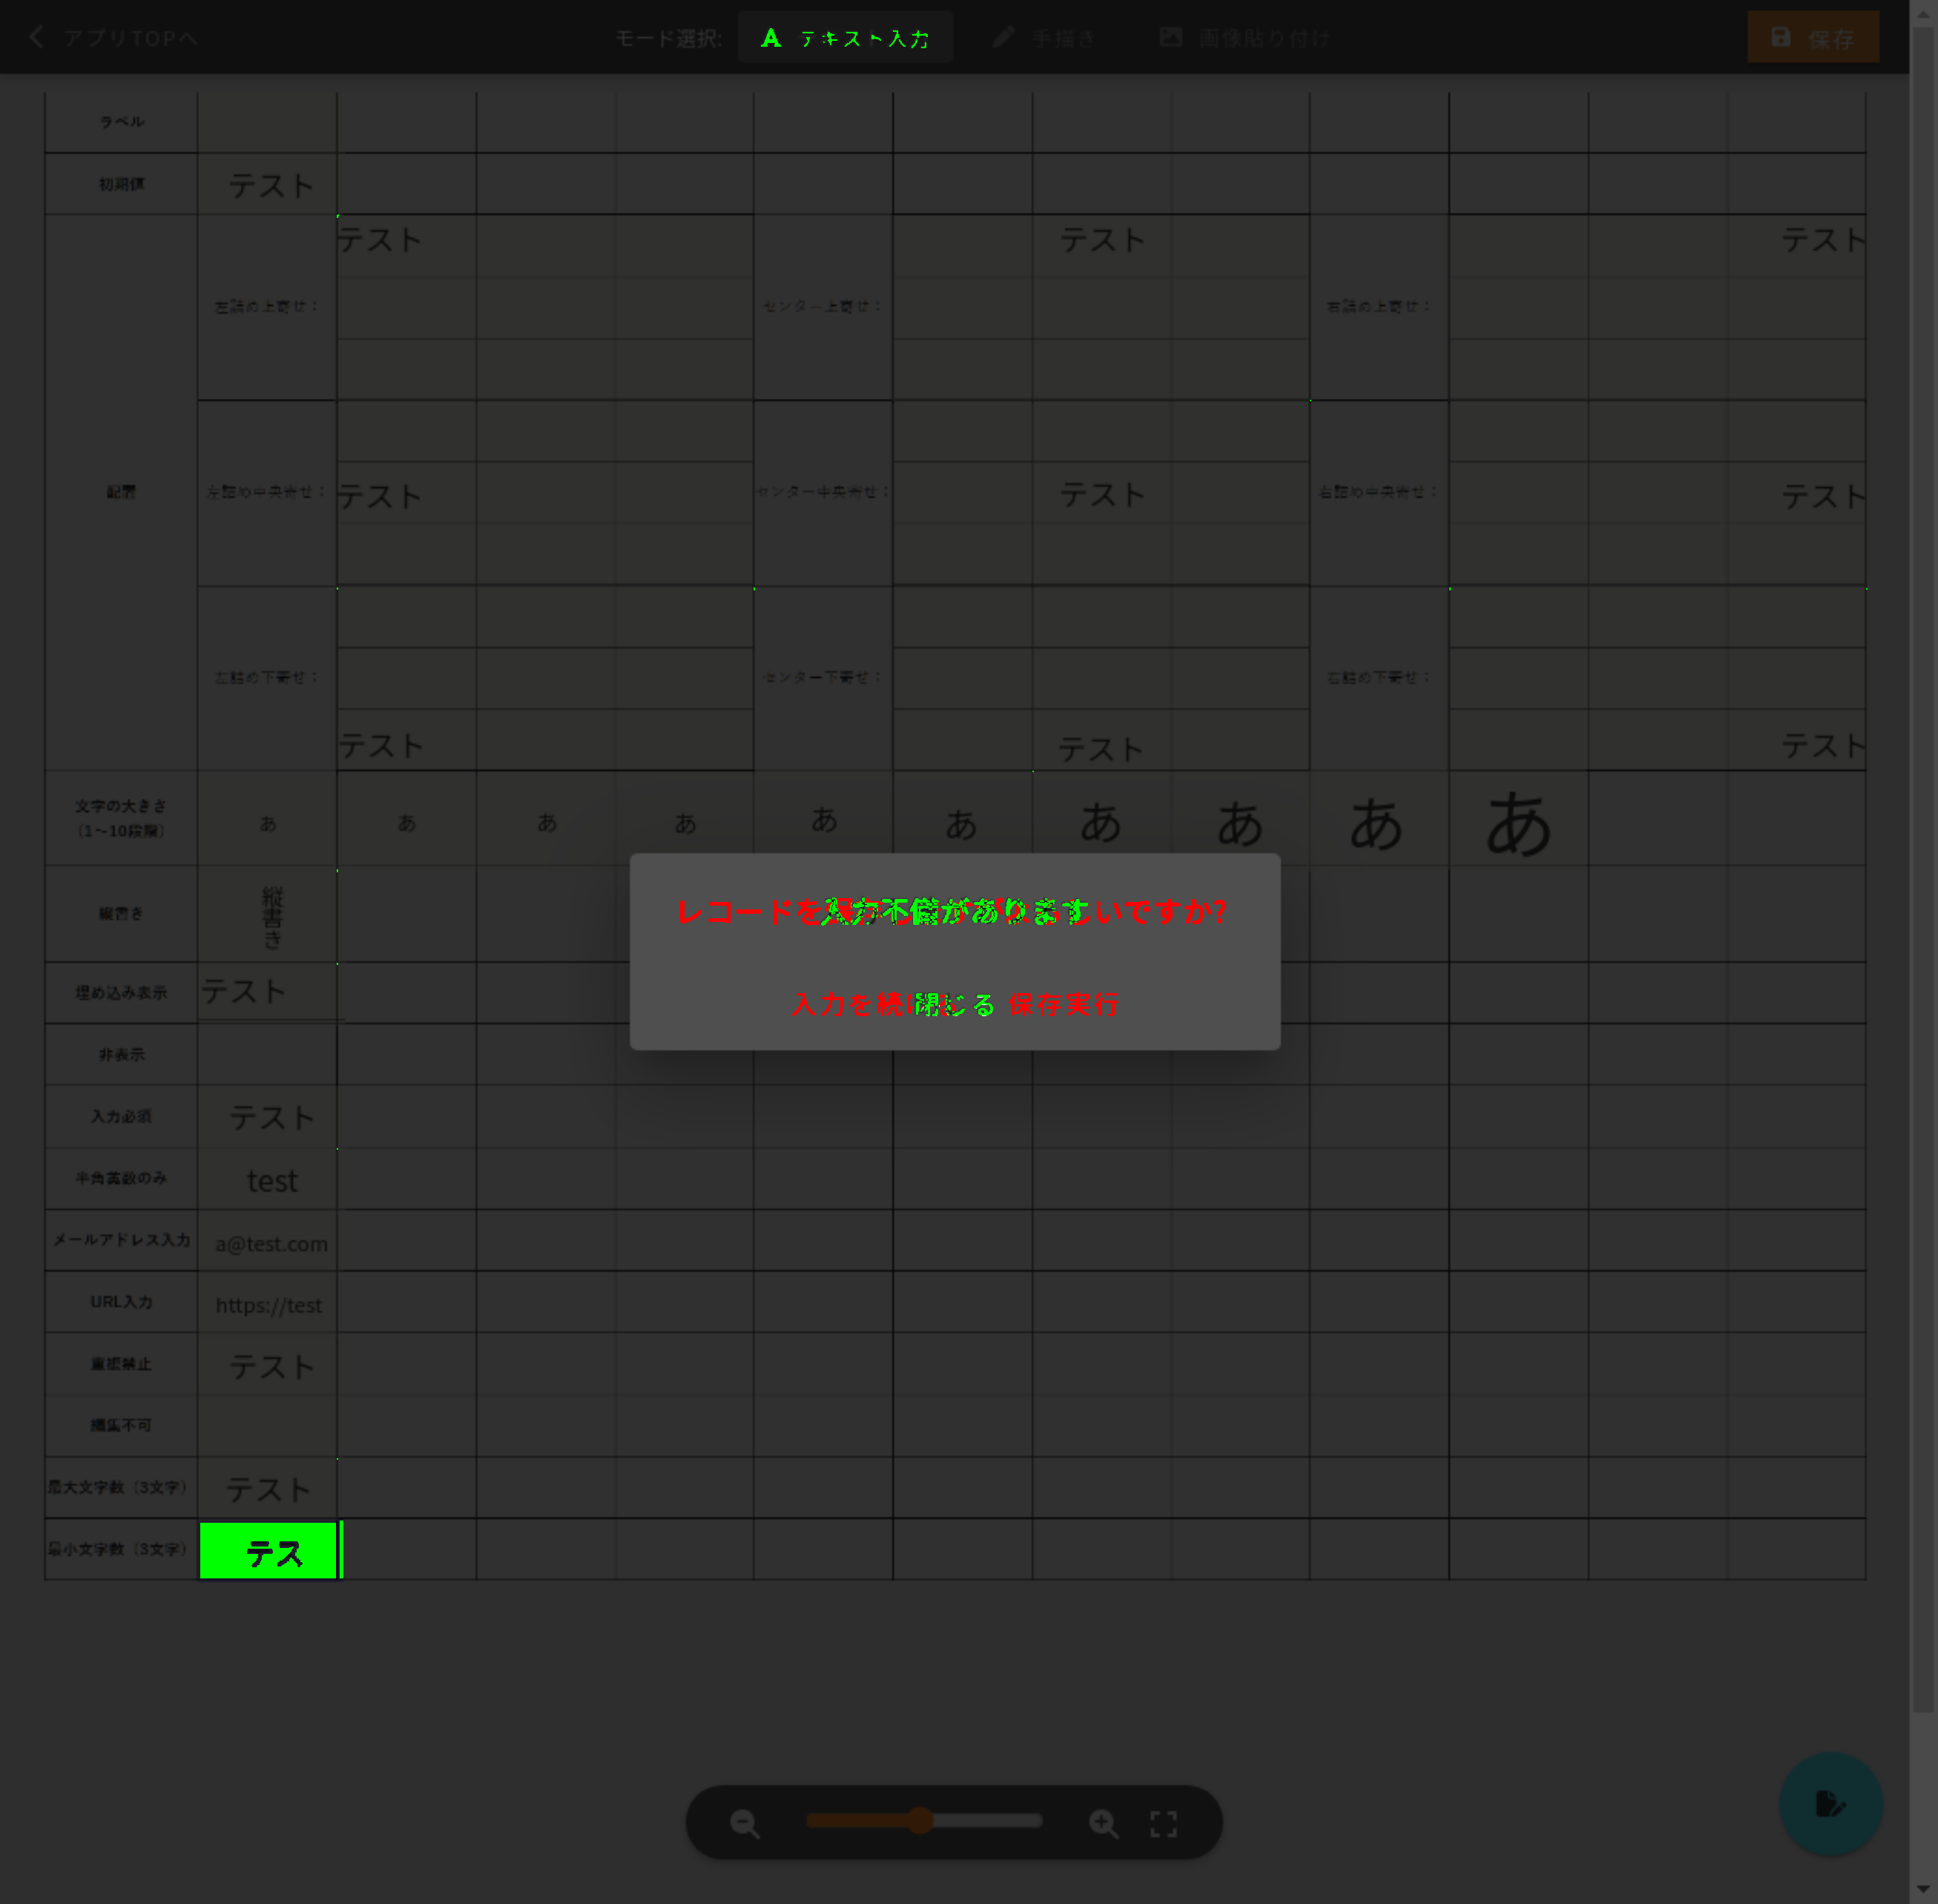 アプリTOPへ
モード選択:
テキスト入力
手描き
画像貼り付け
保存
ラベル
初期値
テスト
配置
左詰め上寄せ：
テスト
センター上寄せ：
テスト
右詰め上寄せ：
テスト
左詰め中央寄せ：
テスト
センター中央寄せ：
テスト
右詰め中央寄せ：
テスト
左詰め下寄せ：
テスト
センター下寄せ：
テスト
右詰め下寄せ：
テスト
文字の大きさ
（1〜10段階）
あ
あ
あ
あ
あ
あ
あ
あ
あ
あ
縦書き
縦書き
レコードを
入力不備があります
いですか?
入力を続
閉じる
保存実行
埋め込み表示
テスト
非表示
入力必須
テスト
半角英数のみ
test
メールアドレス入力
a@test.com
URL入力
https://test
重複禁止
テスト
編集不可
最大文字数（3文字）
テスト
最小文字数（3文字）
テス